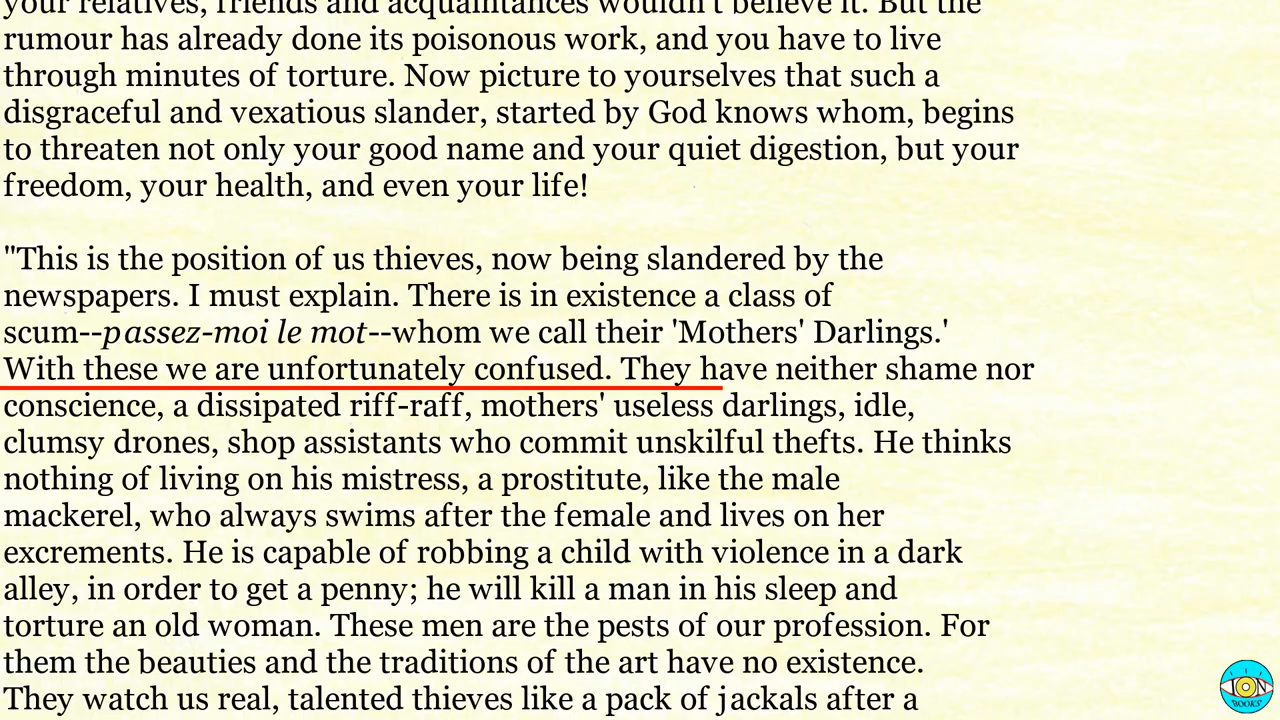 your relatives, friends and acquaintances wouldn't believe it. But the
rumour has already done its poisonous work, and you have to live
through minutes of torture. Now picture to yourselves that such a
disgraceful and vexatious slander, started by God knows whom, begins
to threaten not only your good name and your quiet digestion, but your
freedom, your health, and even your life!
"This is the position of us thieves, now being slandered by the
newspapers. I must explain. There is in existence a class of
scum--passez-moi le mot--whom we call their 'Mothers' Darlings.'
With these we are unfortunately confused. They have neither shame nor
conscience, a dissipated riff-raff, mothers' useless darlings, idle,
clumsy drones, shop assistants who commit unskilful thefts. He thinks
nothing of living on his mistress, a prostitute, like the male
mackerel, who always swims after the female and lives on her
excrements. He is capable of robbing a child with violence in a dark
alley, in order to get a penny; he will kill a man in his sleep and
torture an old woman. These men are the pests of our profession. For
them the beauties and the traditions of the art have no existence.
They watch us real, talented thieves like a pack of jackals after a
ION
BOOKS